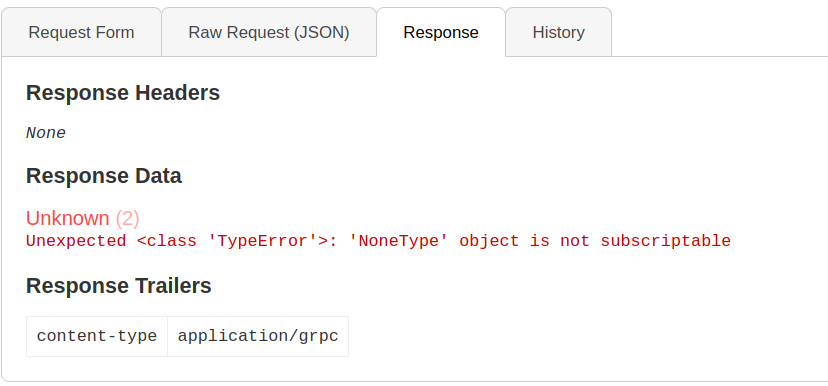 Request Form
Raw Request (JSON)
Response
History
Response Headers
None
Response Data
Unknown (2)
Unexpected <class 'TypeError'>: 'NoneType' object is not subscriptable
Response Trailers
content-type application/grpc